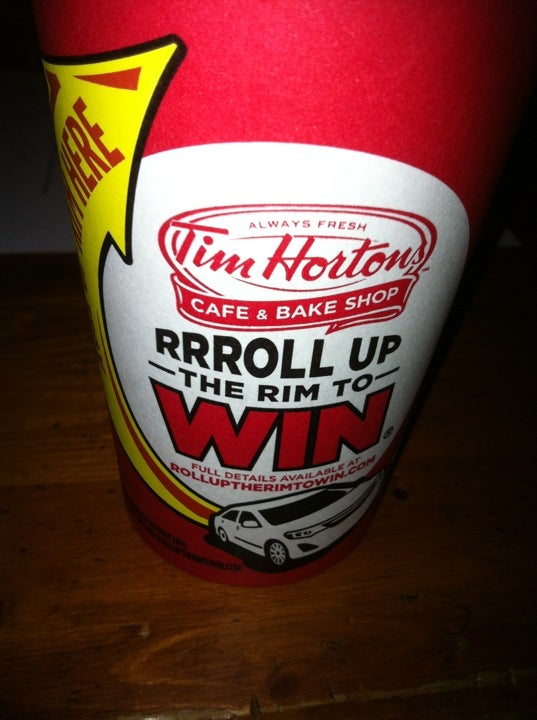 HERE
ALWAYS FRESH
Tim Hortons
CAFE & BAKE SHOP
RRROLL UP
THE RIM TO
WIN®
FULL DETAILS AVAILABLE AT
ROLLUPTHERIMTOWIN.COM